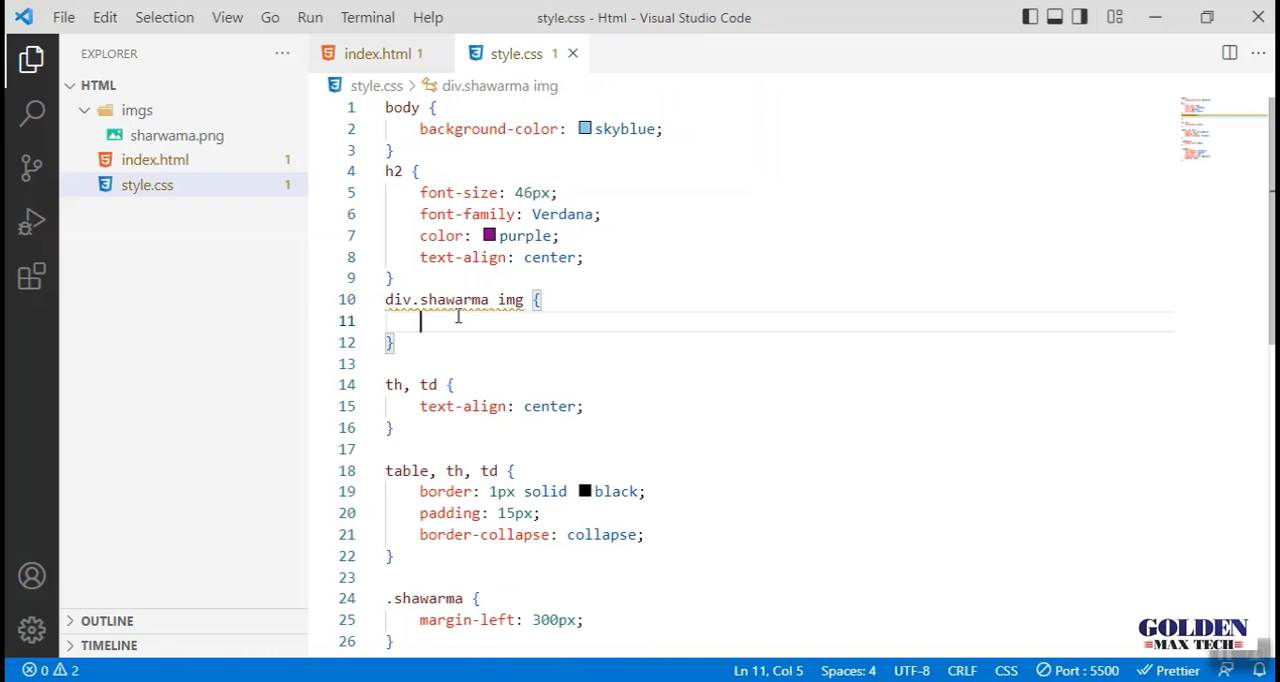 File Edit Selection View Go Run Terminal Help style.css - Html - Visual Studio Code
EXPLORER
HTML
imgs
sharwama.png
index.html 1
style.css 1
OUTLINE
TIMELINE
index.html 1 style.css 1
style.css > div.shawarma img
1 body {
2 background-color: skyblue;
3 }
4 h2 {
5 font-size: 46px;
6 font-family: Verdana;
7 color: purple;
8 text-align: center;
9 }
10 div.shawarma img {
11
12 }
13
14 th, td {
15 text-align: center;
16 }
17
18 table, th, td {
19 border: 1px solid black;
20 padding: 15px;
21 border-collapse: collapse;
22 }
23
24 .shawarma {
25 margin-left: 300px;
26 }
GOLDEN
MAX TECH
0 2 Ln 11, Col 5 Spaces: 4 UTF-8 CRLF CSS Port : 5500 Prettier